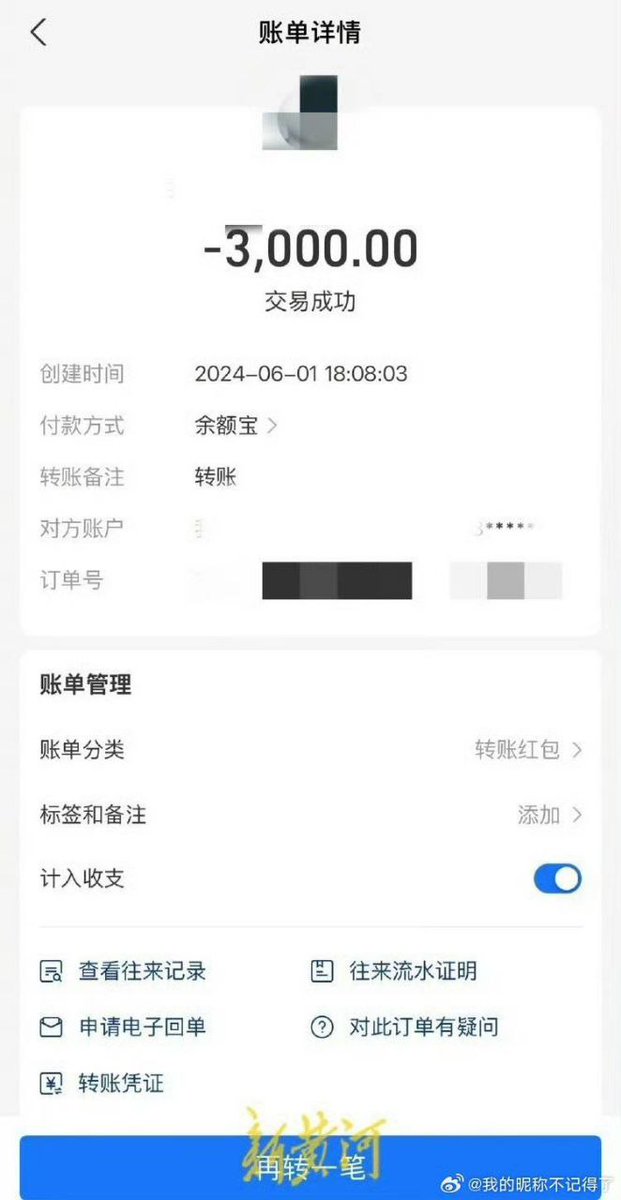 账单详情
-3,000.00
交易成功
创建时间 2024-06-01 18:08:03
付款方式 余额宝
转账备注 转账
对方账户 *****
订单号
账单管理
账单分类 转账红包
标签和备注 添加
计入收支
查看往来记录 往来流水证明
申请电子回单 对此订单有疑问
转账凭证
新黄河
再转一笔
@我的昵称不记得了